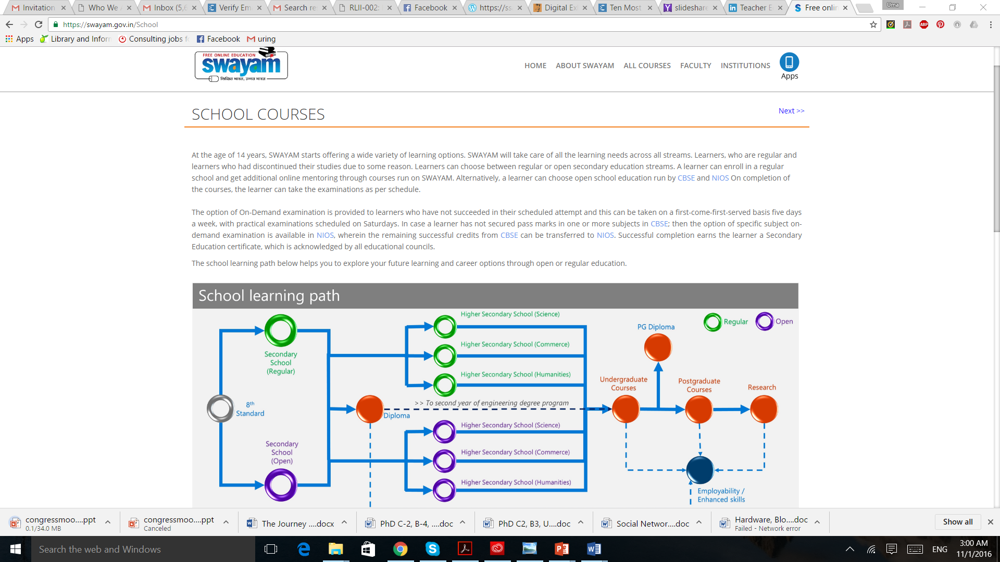 Invitation
Who We A
Inbox (5,6
Verify Em
Search re
RLII-002:
Facebook
https://ss
Digital Ex
Ten Most
slideshare
Teacher E
Free onlin
Uma
https://swayam.gov.in/School
Apps
Library and Inform
Consulting jobs f
Facebook
uring
FREE ONLINE EDUCATION
swayam
शिक्षित भारत, उन्नत भारत
HOME
ABOUT SWAYAM
ALL COURSES
FACULTY
INSTITUTIONS
Apps
SCHOOL COURSES
Next >>
At the age of 14 years, SWAYAM starts offering a wide variety of learning options. SWAYAM will take care of all the learning needs across all streams. Learners, who are regular and
learners who had discontinued their studies due to some reason. Learners can choose between regular or open secondary education streams. A learner can enroll in a regular
school and get additional online mentoring through courses run on SWAYAM. Alternatively, a learner can choose open school education run by CBSE and NIOS On completion of
the courses, the learner can take the examinations as per schedule.
The option of On-Demand examination is provided to learners who have not succeeded in their scheduled attempt and this can be taken on a first-come-first-served basis five days
a week, with practical examinations scheduled on Saturdays. In case a learner has not secured pass marks in one or more subjects in CBSE; then the option of specific subject on-
demand examination is available in NIOS, wherein the remaining successful credits from CBSE can be transferred to NIOS. Successful completion earns the learner a Secondary
Education certificate, which is acknowledged by all educational councils.
The school learning path below helps you to explore your future learning and career options through open or regular education.
School learning path
Regular
Open
8th
Standard
Secondary
School
(Regular)
Secondary
School
(Open)
Diploma
>> To second year of engineering degree program
Higher Secondary School (Science)
Higher Secondary School (Commerce)
Higher Secondary School (Humanities)
Higher Secondary School (Science)
Higher Secondary School (Commerce)
Higher Secondary School (Humanities)
Undergraduate
Courses
PG Diploma
Postgraduate
Courses
Research
Employability /
Enhanced skills
congressmoo....ppt
0.1/34.0 MB
congressmoo....ppt
Canceled
The Journey ....docx
PhD C-2, B-4, ....doc
PhD C2, B3, U....doc
Social Networ....doc
Hardware, Blo....doc
Failed - Network error
Show all
Search the web and Windows
ENG
3:00 AM
11/1/2016